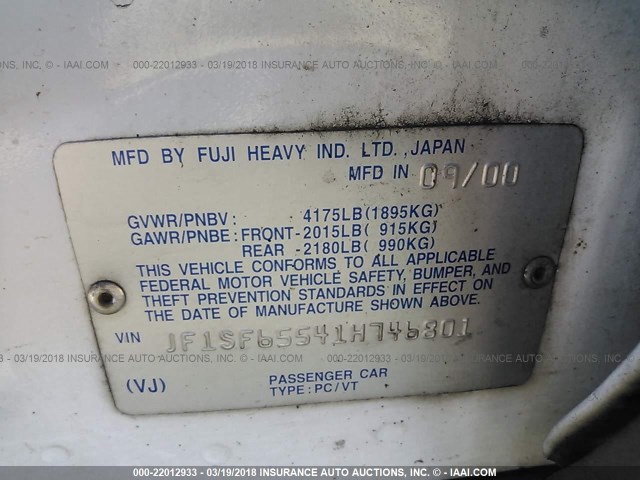 INC. - IAAI.COM 000-22012933 - 03/19/2018 INSURANCE AUTO AUCTIONS, INC. - IAAI.COM 000-22012933 - 03/19/2018 INSURANCE AUTO
MFD BY FUJI HEAVY IND. LTD., JAPAN
MFD IN 09/00
GVWR/PNBV : 4175LB(1895KG)
GAWR/PNBE: FRONT-2015LB( 915KG)
REAR -2180LB( 990KG)
THIS VEHICLE CONFORMS TO ALL APPLICABLE
FEDERAL MOTOR VEHICLE SAFETY, BUMPER, AND
THEFT PREVENTION STANDARDS IN EFFECT ON
THE DATE OF MANUFACTURE SHOWN ABOVE.
VIN JF1SF65541H746801
PASSENGER CAR
(VJ) TYPE:PC/VT
000-22012933 - 03/19/2018 INSURANCE AUTO AUCTIONS, INC. - IAAI.COM